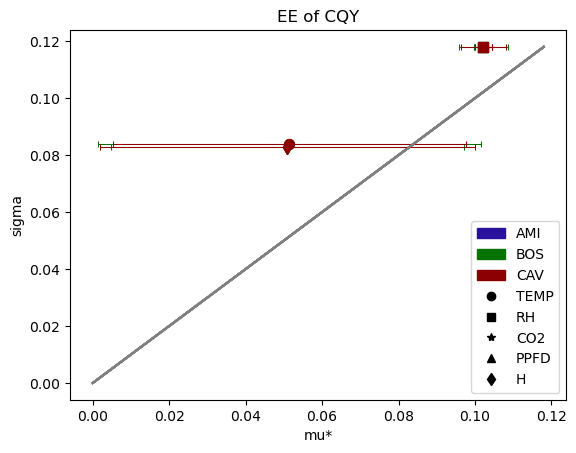 EE of CQY
0.12
0.10
0.08
0.06
0.04
0.02
0.00
sigma
AMI
BOS
CAV
TEMP
RH
CO2
PPFD
H
0.00 0.02 0.04 0.06 0.08 0.10 0.12
mu*